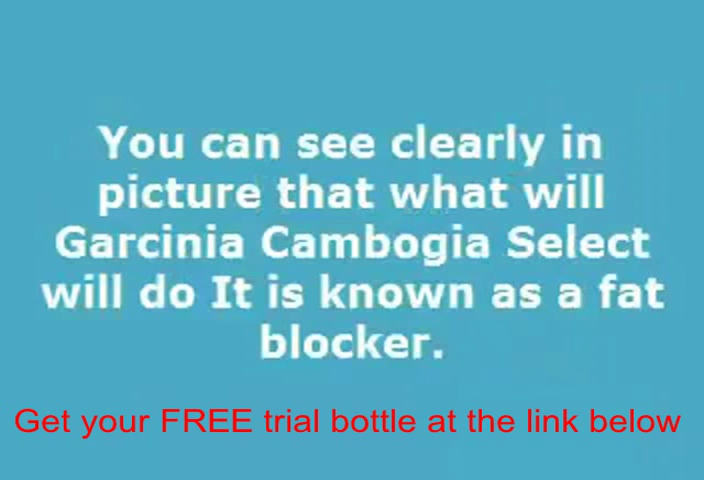 You can see clearly in
picture that what will
Garcinia Cambogia Select
will do It is known as a fat
blocker.
Get your FREE trial bottle at the link below